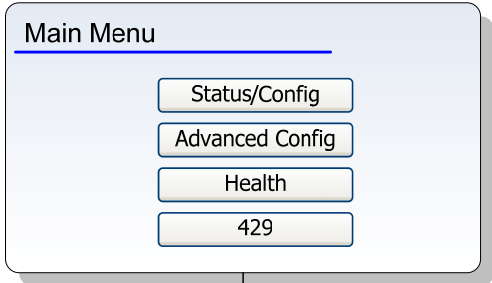 Main Menu
Status/Config
Advanced Config
Health
429